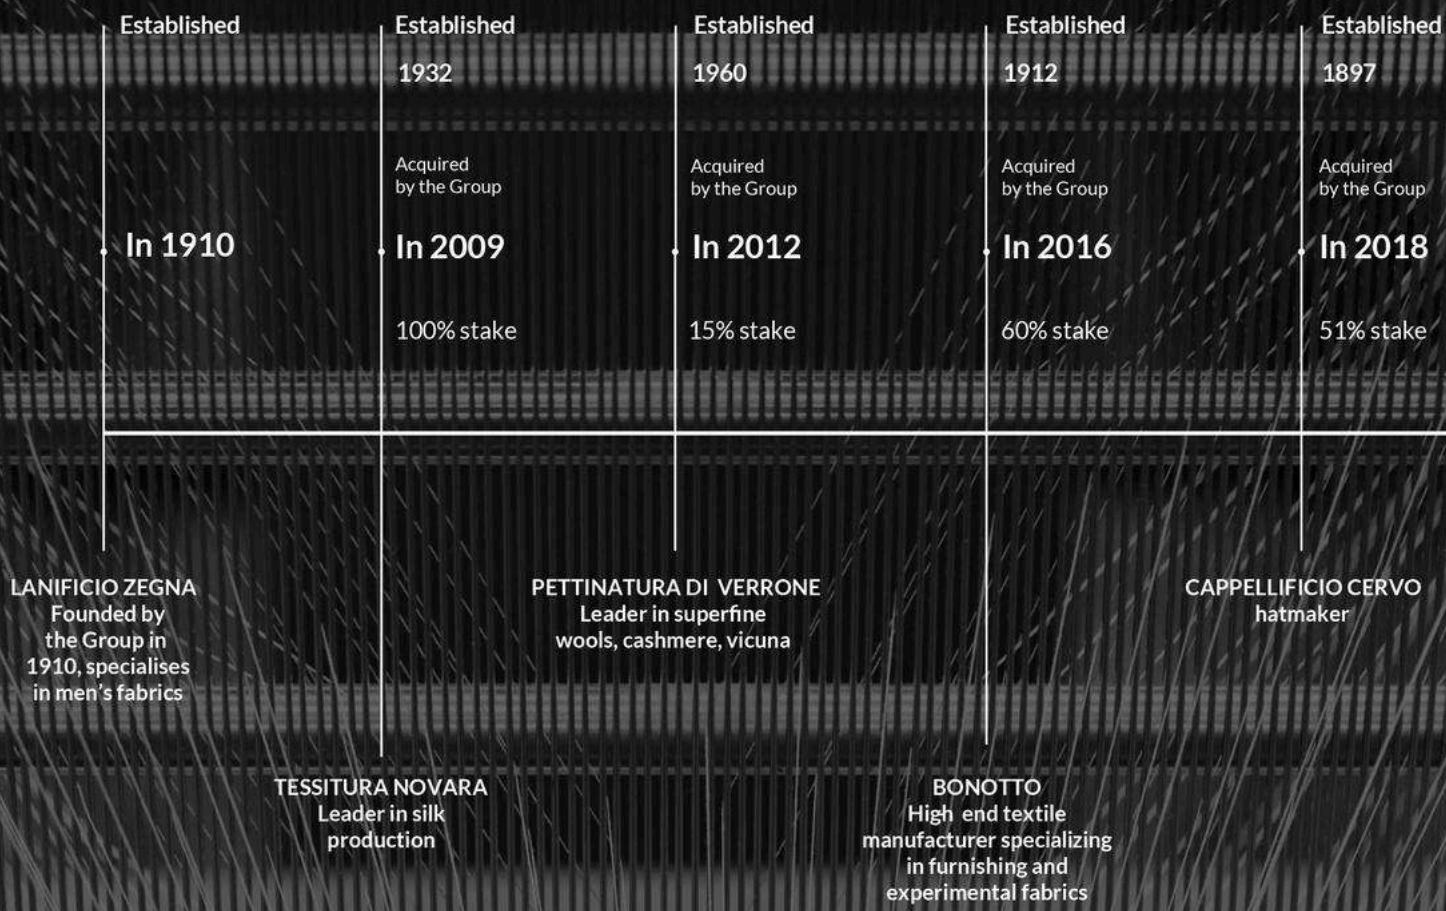 Established
In 1910
LANIFICIO ZEGNA
Founded by
the Group in
1910, specialises
in men's fabrics
Established
1932
Acquired
by the Group
In 2009
100% stake
TESSITURA NOVARA
Leader in silk
production
Established
1960
Acquired
by the Group
In 2012
15% stake
PETTINATURA DI VERRONE
Leader in superfine
wools, cashmere, vicuna
Established
1912
Acquired
by the Group
In 2016
60% stake
BONOTTO
High end textile
manufacturer specializing
in furnishing and
experimental fabrics
Established
1897
Acquired
by the Group
In 2018
51% stake
CAPPELLIFICIO CERVO
hatmaker